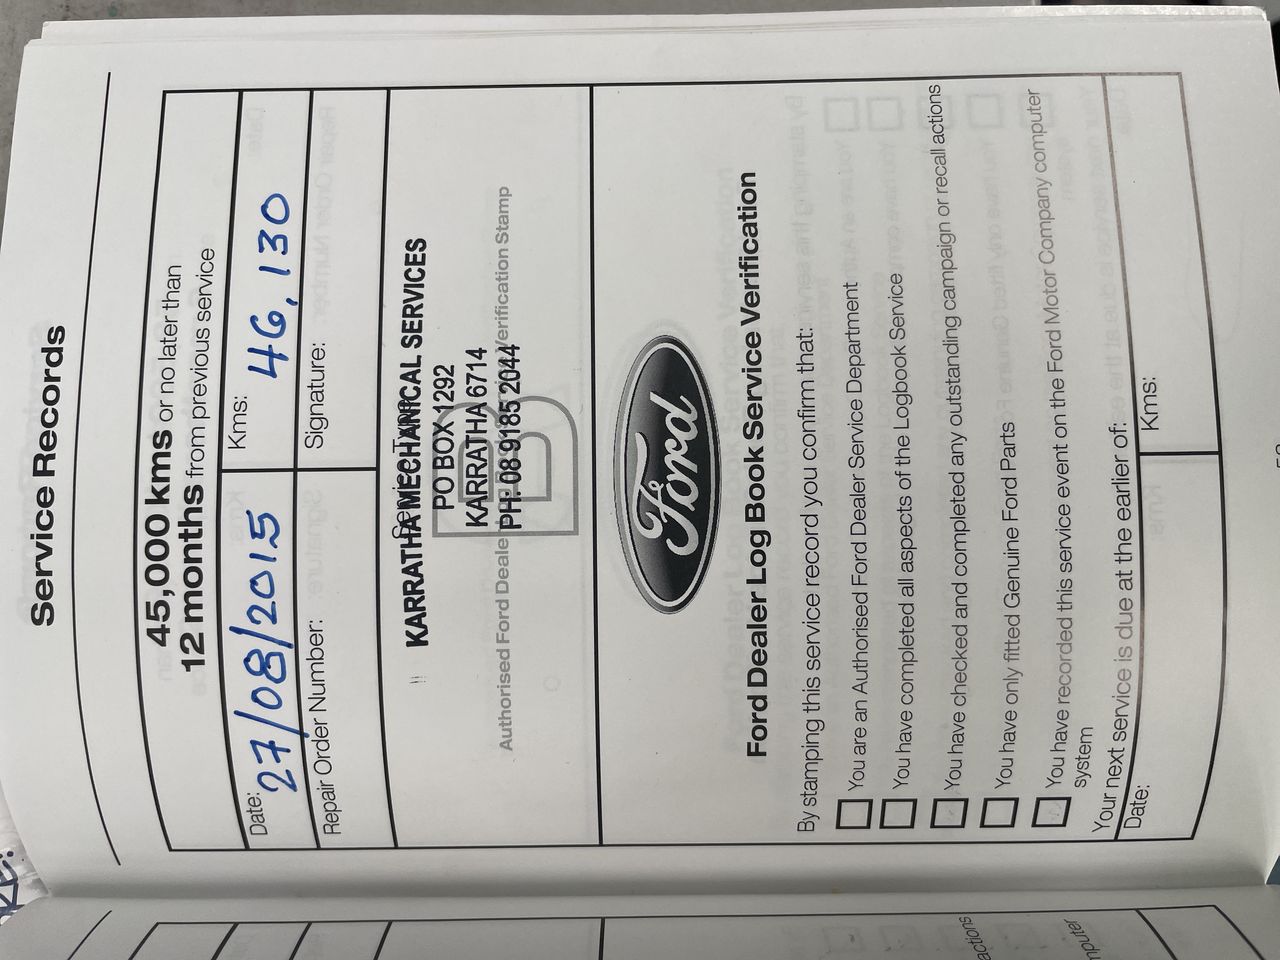 Service Records
45,000 kms or no later than
12 months from previous service
Date: 27/08/2015 Kms: 46,130
Repair Order Number: Signature:
KARRATHA MECHANICAL SERVICES
PO BOX 1292
KARRATHA 6714
PH: 08 9185 2044
Authorised Ford Dealer Verification Stamp
Ford
Ford Dealer Log Book Service Verification
By stamping this service record you confirm that:
You are an Authorised Ford Dealer Service Department
You have completed all aspects of the Logbook Service
You have checked and completed any outstanding campaign or recall actions
You have only fitted Genuine Ford Parts
You have recorded this service event on the Ford Motor Company computer
system
Your next service is due at the earlier of:
Date: Kms:
actions
mputer